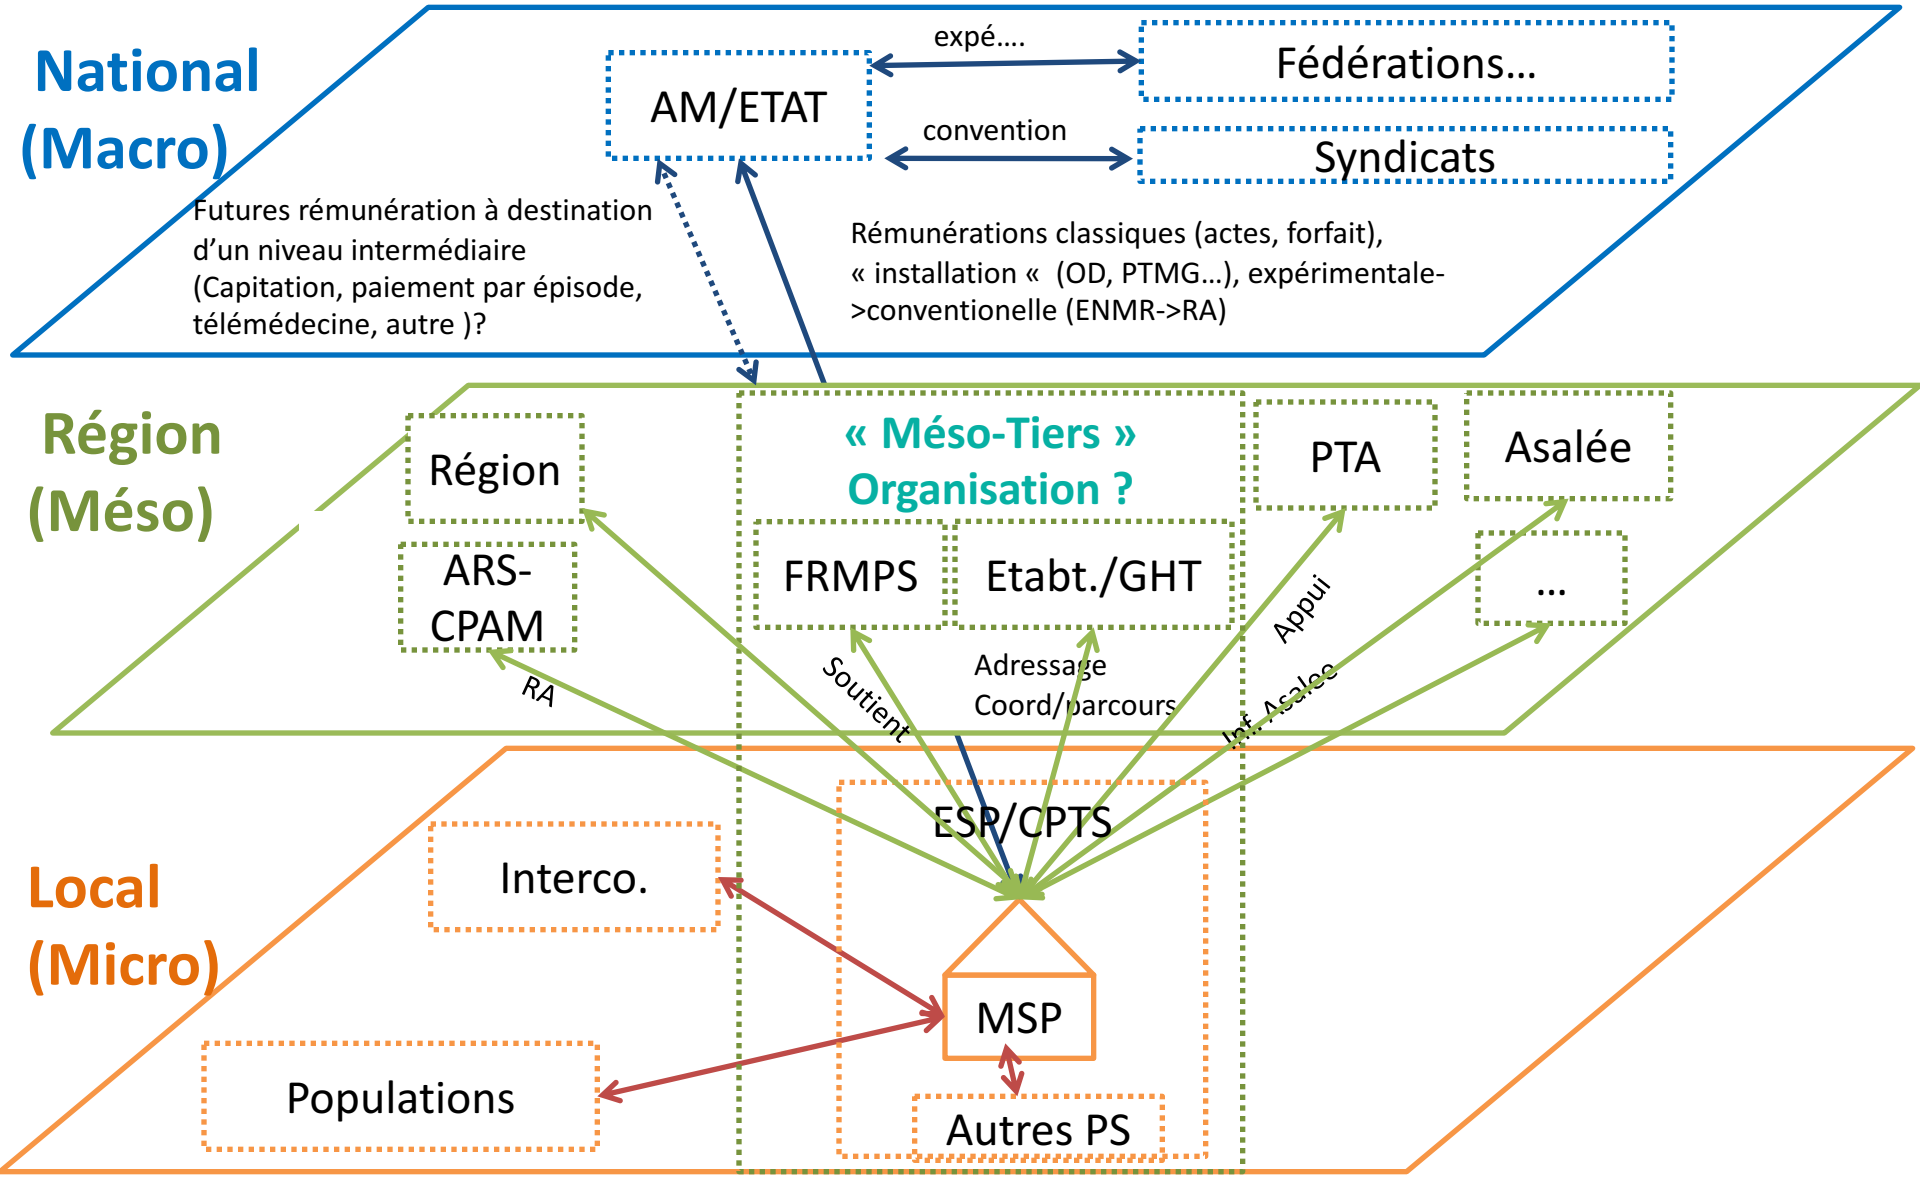 National
(Macro)
AM/ETAT
expé....
Fédérations...
convention
Syndicats
Futures rémunération à destination
d'un niveau intermédiaire
(Capitation, paiement par épisode,
télémédecine, autre )?
Rémunérations classiques (actes, forfait),
« installation «  (OD, PTMG...), expérimentale-
>conventionelle (ENMR->RA)
Région
(Méso)
Région
ARS-
CPAM
« Méso-Tiers »
Organisation ?
FRMPS
Etabt./GHT
PTA
Asalée
...
RA
Soutient
Adressage
Coord/parcours
Appui
Inf. Asalee
Local
(Micro)
ESP/CPTS
Interco.
MSP
Populations
Autres PS